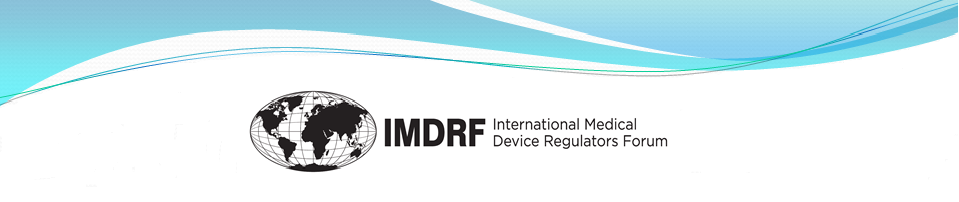 IMDRF International Medical
Device Regulators Forum